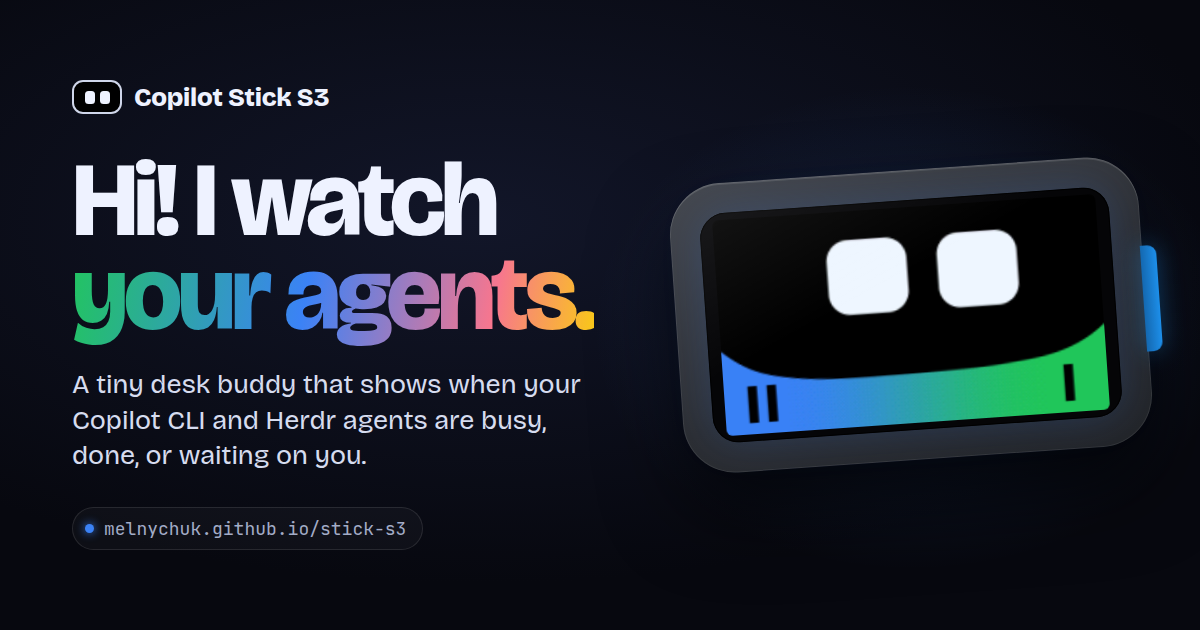 Copilot Stick S3
Hi! I watch
your agents.
A tiny desk buddy that shows when your
Copilot CLI and Herdr agents are busy,
done, or waiting on you.
melnychuk.github.io/stick-s3